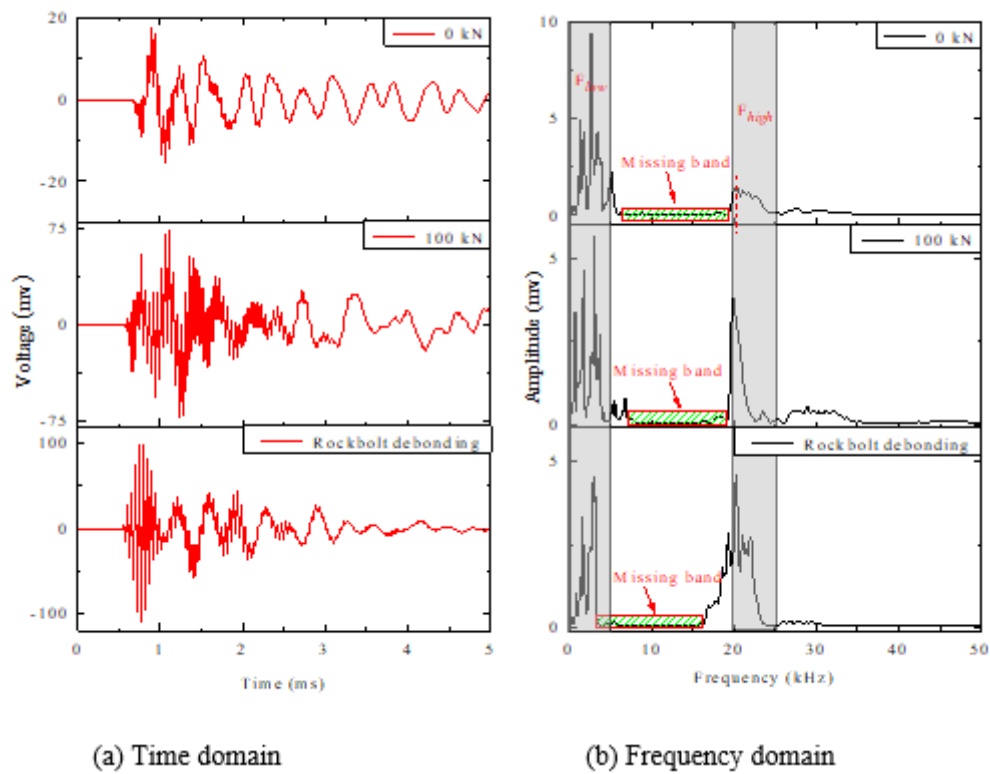 20
0
-20
0 kN
75
0
-75
100 kN
100
0
-100
Rockbolt debonding
Voltage (mv)
0 1 2 3 4 5
Time (ms)
10
5
0
0 kN
F_low
F_high
Missing band
5
0
100 kN
Missing band
5
0
Rockbolt debonding
Missing band
Amplitude (mv)
0 10 20 30 40 50
Frequency (kHz)
(a) Time domain
(b) Frequency domain